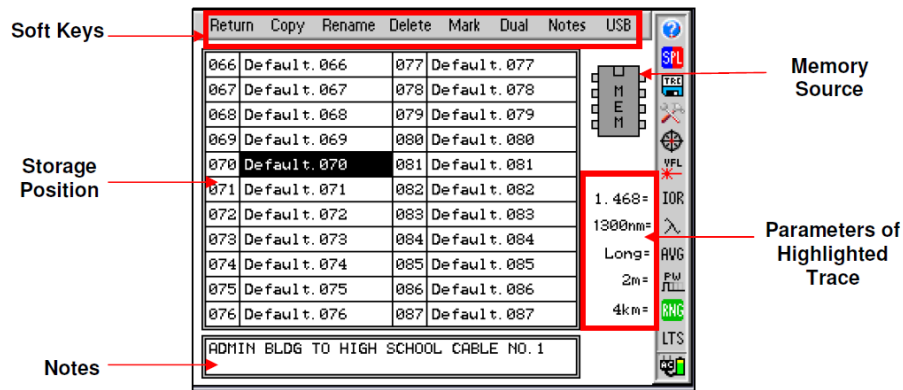 Soft Keys
Return Copy Rename Delete Mark Dual Notes USB
?
SPL
TRC
Memory
Source
MEM
066 Default.066 077 Default.077
067 Default.067 078 Default.078
068 Default.068 079 Default.079
069 Default.069 080 Default.080
070 Default.070 081 Default.081
071 Default.071 082 Default.082
072 Default.072 083 Default.083
073 Default.073 084 Default.084
074 Default.074 085 Default.085
075 Default.075 086 Default.086
076 Default.076 087 Default.087
Storage
Position
VFL
1.468= IOR
1300nm= λ
Long= AVG
2m= PW
4km= RNG
LTS
Parameters of
Highlighted
Trace
Notes
ADMIN BLDG TO HIGH SCHOOL CABLE NO.1